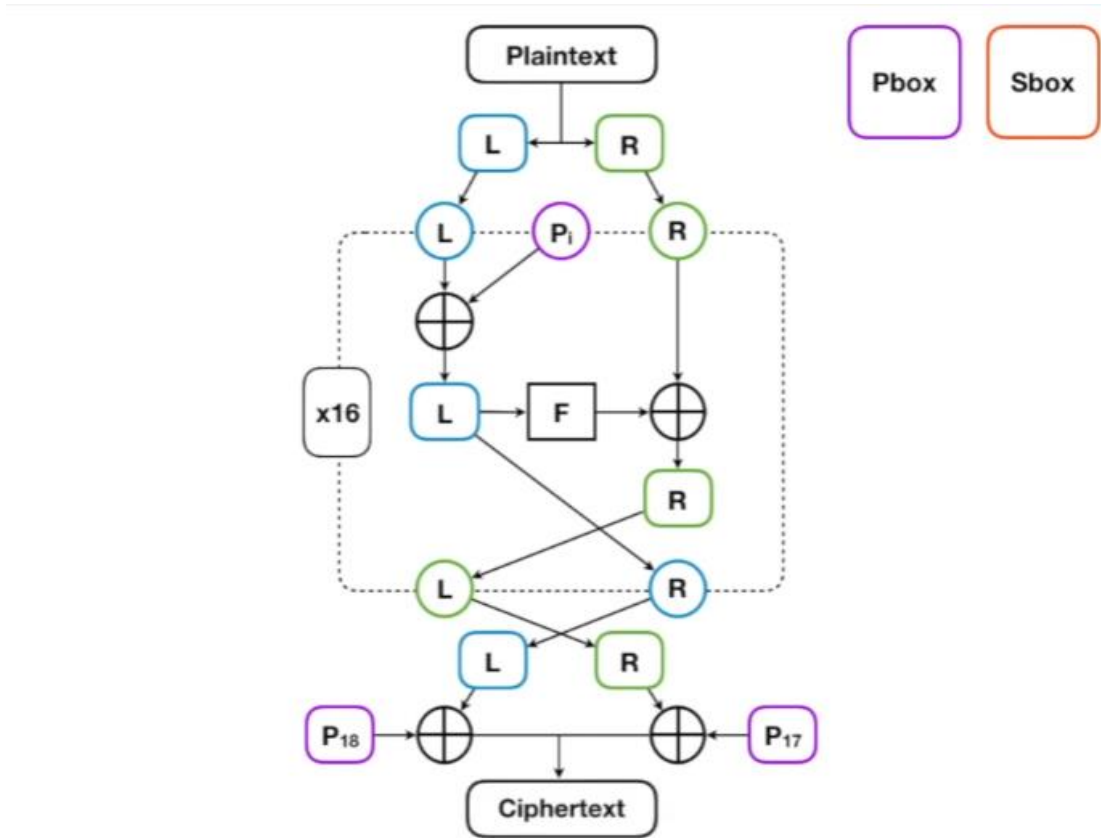 Plaintext
Pbox Sbox
L R
L Pᵢ R
x16
L F
R
L R
L R
P₁₈ P₁₇
Ciphertext